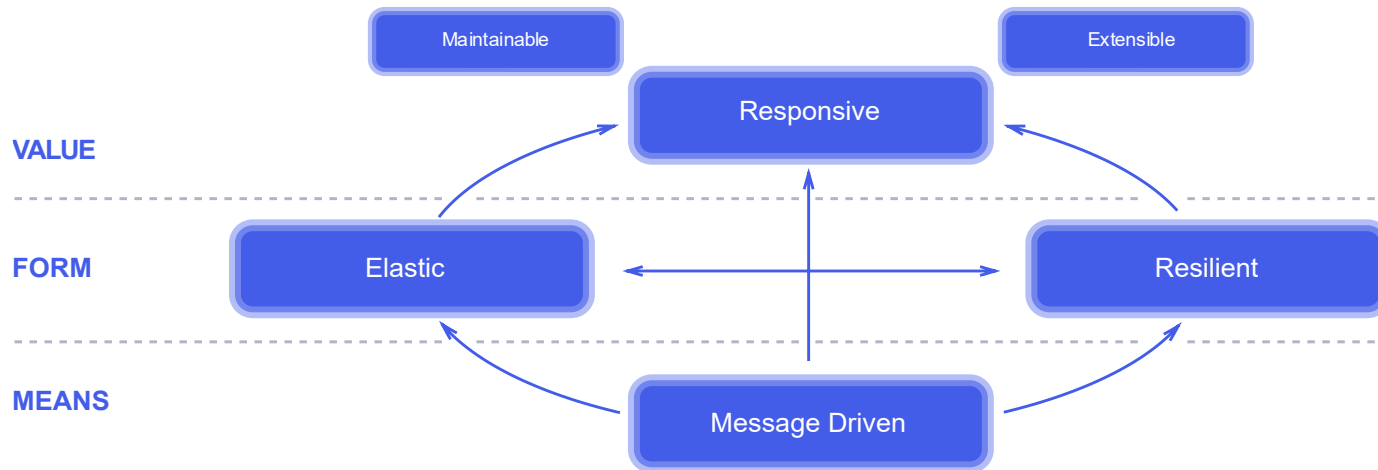 Maintainable
Extensible
Responsive
VALUE
FORM
Elastic
Resilient
MEANS
Message Driven